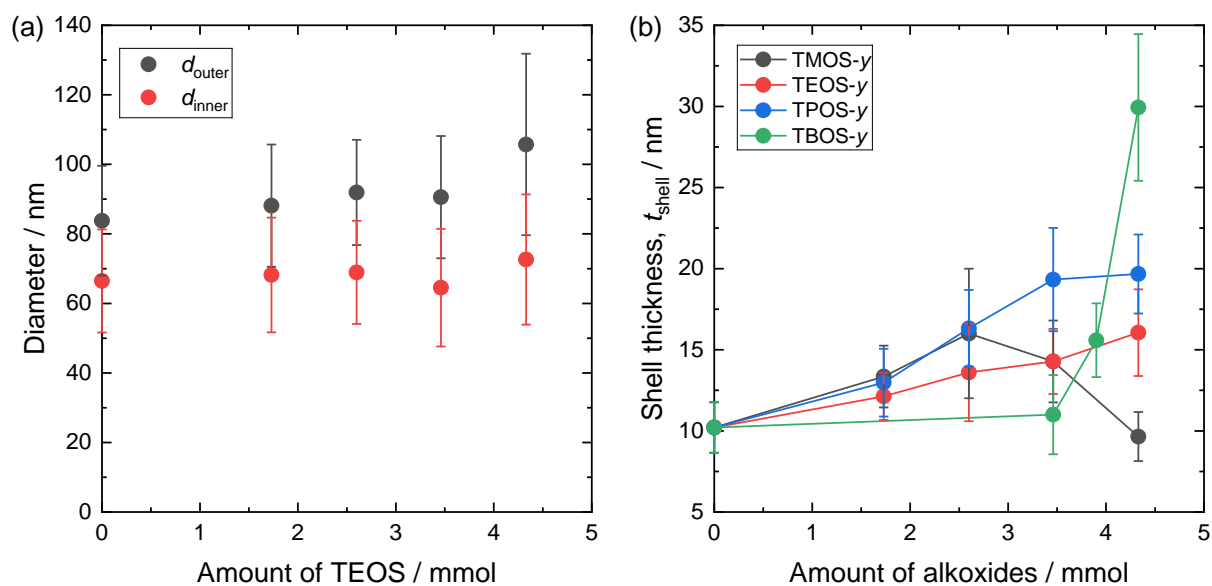 (a)
140
120
100
80
60
40
20
0
Diameter / nm
d_outer
d_inner
0 1 2 3 4 5
Amount of TEOS / mmol
(b)
35
30
25
20
15
10
5
Shell thickness, t_shell / nm
TMOS-y
TEOS-y
TPOS-y
TBOS-y
0 1 2 3 4 5
Amount of alkoxides / mmol